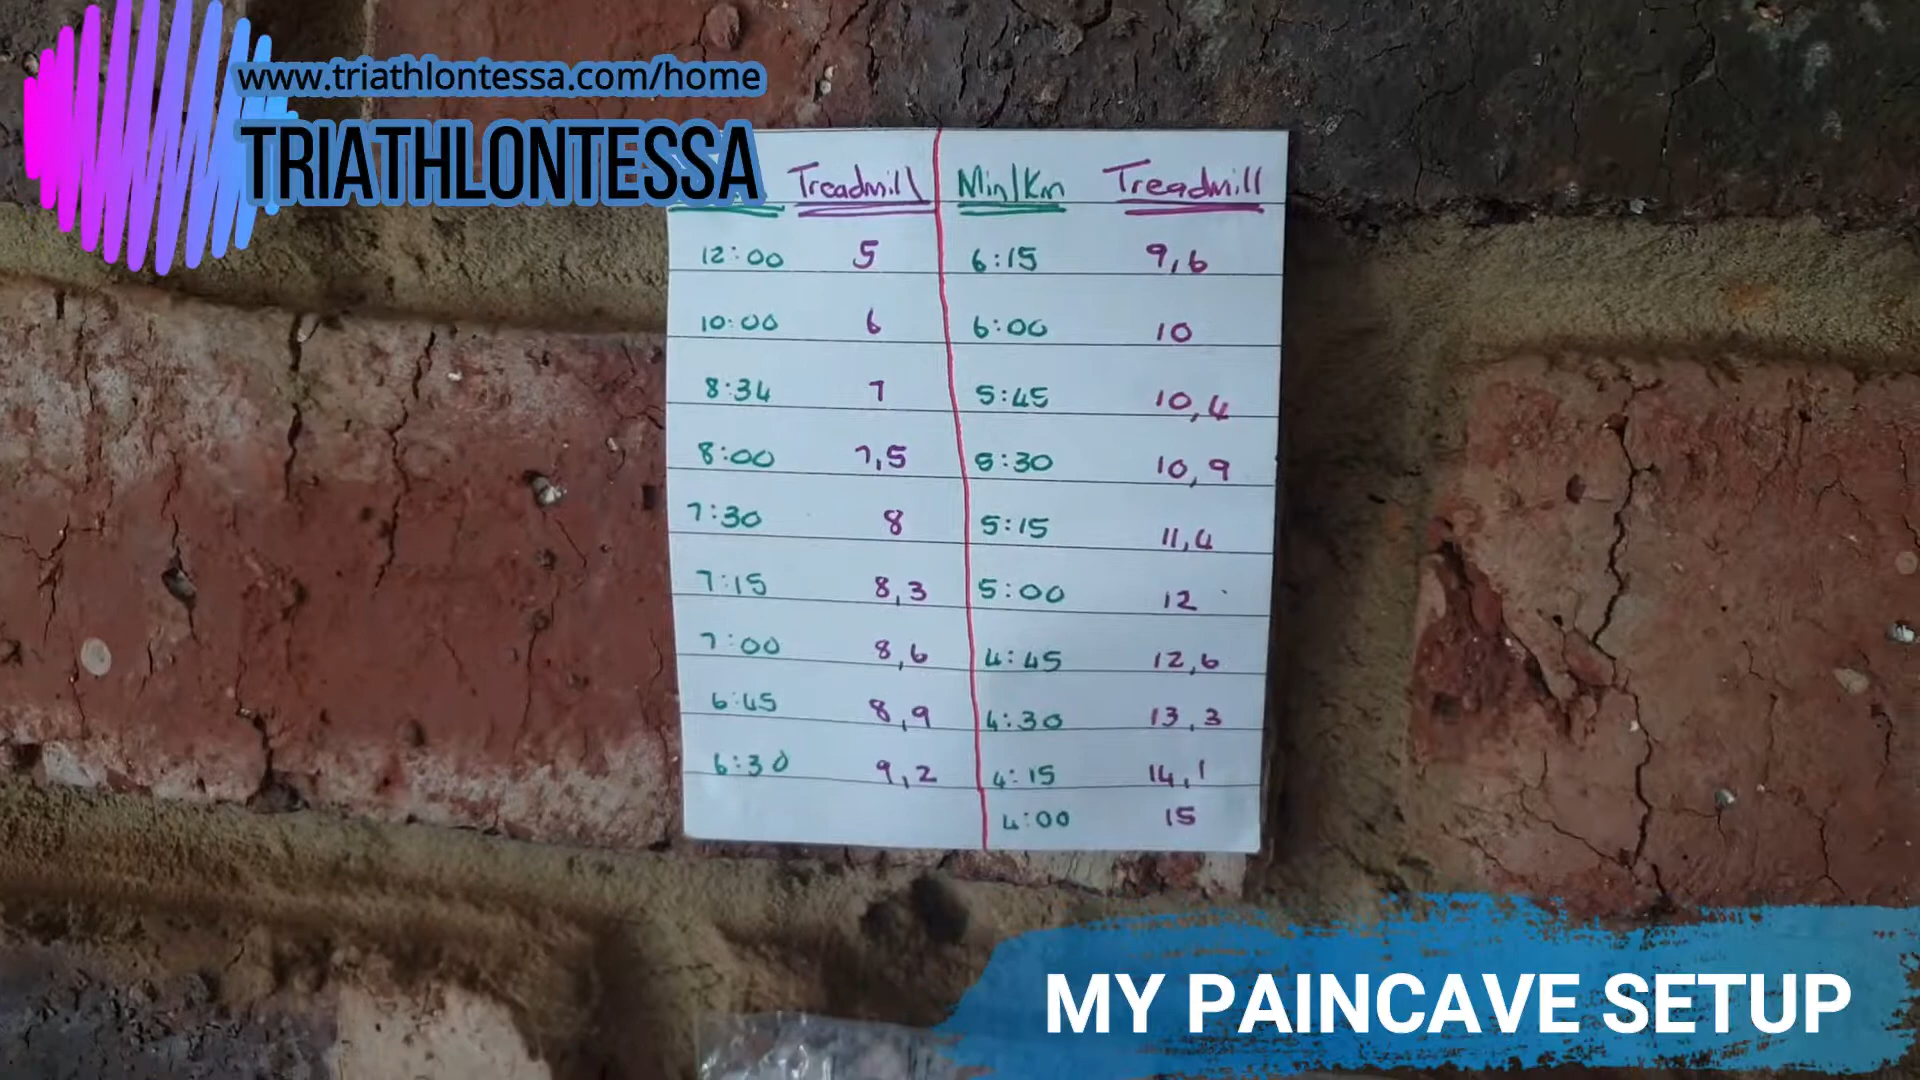 www.triathlontessa.com/home
TRIATHLONTESSA
Treadmill Min/Km Treadmill
12:00 5 6:15 9,6
10:00 6 6:00 10
8:34 7 5:45 10,4
8:00 7,5 5:30 10,9
7:30 8 5:15 11,4
7:15 8,3 5:00 12
7:00 8,6 4:45 12,6
6:45 8,9 4:30 13,3
6:30 9,2 4:15 14,1
4:00 15
MY PAINCAVE SETUP